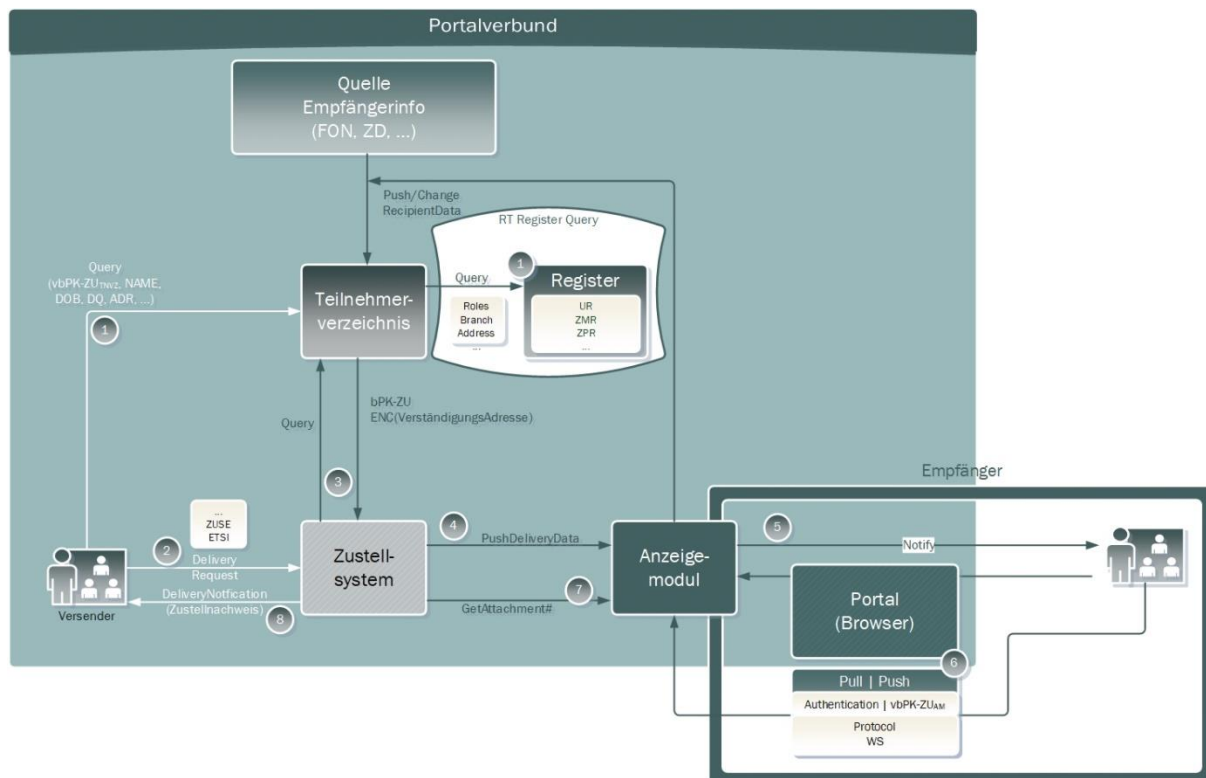 Portalverbund
Quelle
Empfängerinfo
(FON, ZD, ...)
Push/Change
RecipientData
RT Register Query
Query
(vbPK-ZUTWZ, NAME,
DOB, DQ, ADR, ...)
1
Teilnehmer-
verzeichnis
Query
1
Register
Roles
Branch
Address
...
UR
ZMR
ZPR
...
bPK-ZU
ENC(VerständigungsAdresse)
Query
3
Empfänger
...
ZUSE
ETSI
2
Delivery
Request
Zustell-
system
4
PushDeliveryData
Anzeige-
modul
5
Notify
DeliveryNotfication
(Zustellnachweis)
8
Versender
7
GetAttachment#
Portal
(Browser)
6
Pull | Push
Authentication | vbPK-ZUAM
Protocol
WS